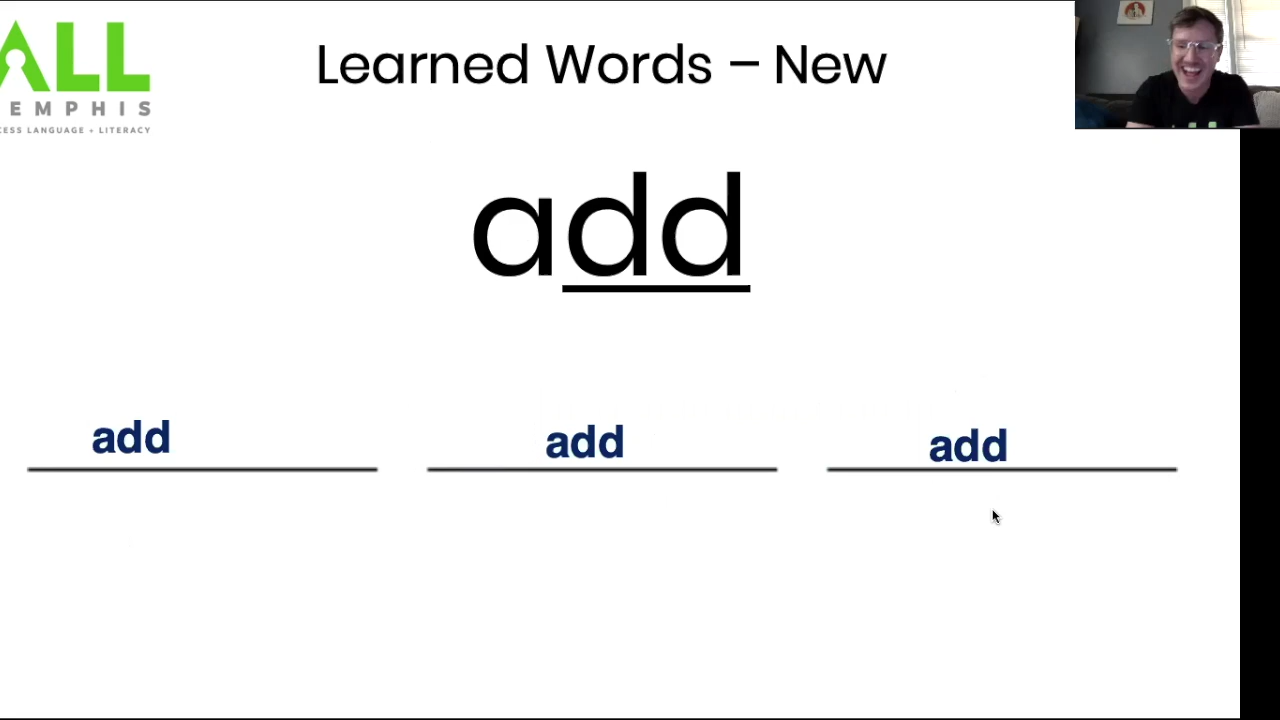 ALL
Learned Words – New
EMPHIS
CESS LANGUAGE + LITERACY
add
add add add